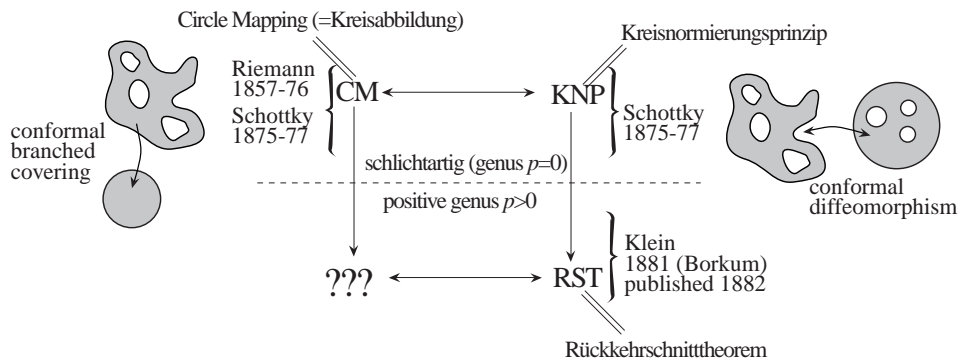 Circle Mapping (=Kreisabbildung)
Kreisnormierungsprinzip
Riemann
1857-76
Schottky
1875-77
CM
KNP
Schottky
1875-77
conformal
branched
covering
schlichtartig (genus p=0)
positive genus p>0
conformal
diffeomorphism
???
RST
Klein
1881 (Borkum)
published 1882
Rückkehrschnitttheorem